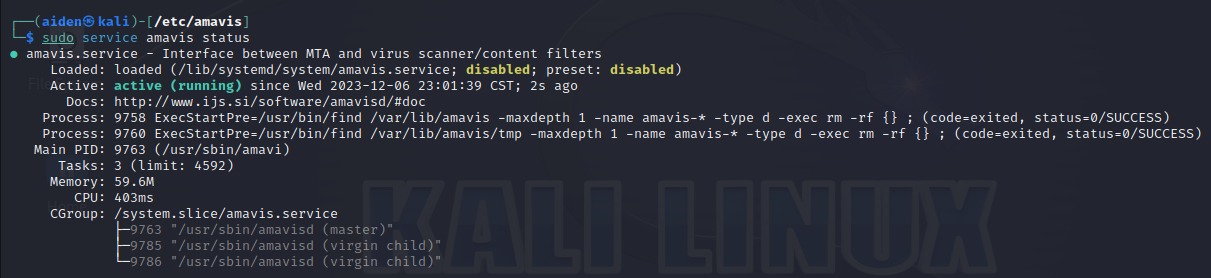 ┌──(aiden㉿kali)-[/etc/amavis]
└─$ sudo service amavis status
● amavis.service - Interface between MTA and virus scanner/content filters
Loaded: loaded (/lib/systemd/system/amavis.service; disabled; preset: disabled)
Active: active (running) since Wed 2023-12-06 23:01:39 CST; 2s ago
Docs: http://www.ijs.si/software/amavisd/#doc
Process: 9758 ExecStartPre=/usr/bin/find /var/lib/amavis -maxdepth 1 -name amavis-* -type d -exec rm -rf {} ; (code=exited, status=0/SUCCESS)
Process: 9760 ExecStartPre=/usr/bin/find /var/lib/amavis/tmp -maxdepth 1 -name amavis-* -type d -exec rm -rf {} ; (code=exited, status=0/SUCCESS)
Main PID: 9763 (/usr/sbin/amavi)
Tasks: 3 (limit: 4592)
Memory: 59.6M
CPU: 403ms
CGroup: /system.slice/amavis.service
├─9763 "/usr/sbin/amavisd (master)"
├─9785 "/usr/sbin/amavisd (virgin child)"
└─9786 "/usr/sbin/amavisd (virgin child)"
KALI LINUX